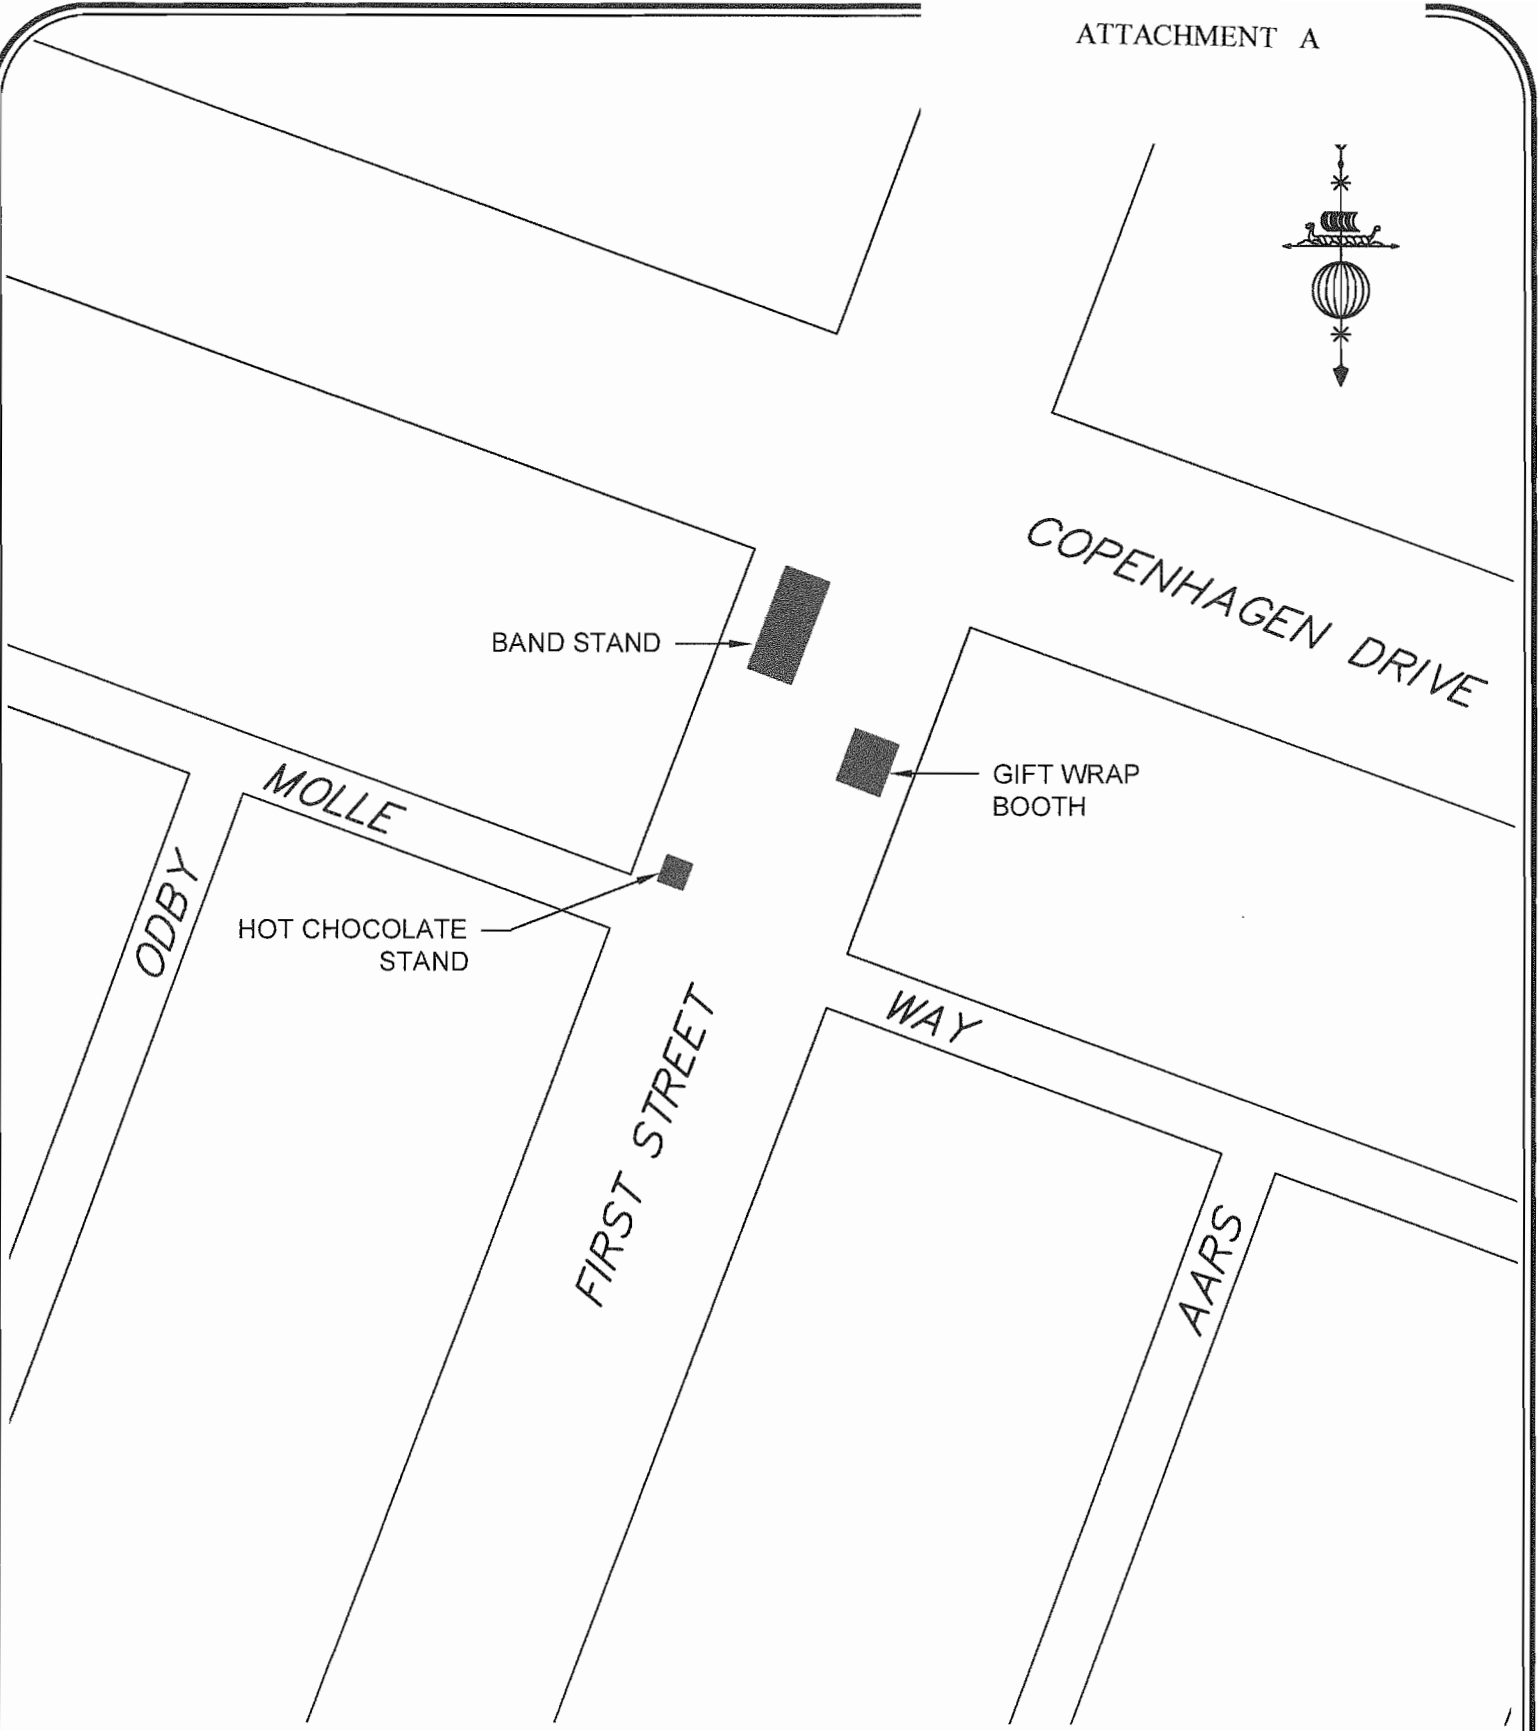 ATTACHMENT A
COPENHAGEN DRIVE
BAND STAND
GIFT WRAP
BOOTH
MOLLE
ODBY
HOT CHOCOLATE
STAND
WAY
FIRST STREET
AARS